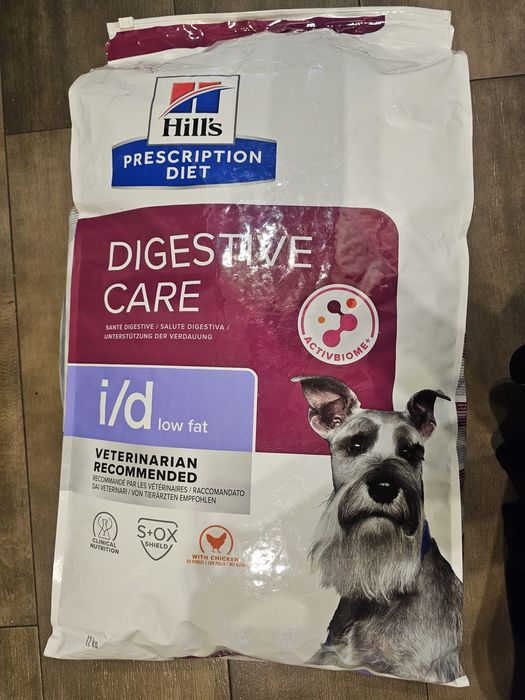 Hill's
PRESCRIPTION
DIET
DIGESTIVE
CARE
SANTÉ DIGESTIVE / SALUTE DIGESTIVA /
UNTERSTÜTZUNG DER VERDAUUNG
ACTIVBIOME+
i/d low fat
VETERINARIAN
RECOMMENDED
RECOMMANDÉ PAR LES VÉTÉRINAIRES / RACCOMANDATO
DAI VETERINARI / VON TIERÄRZTEN EMPFOHLEN
CLINICAL
NUTRITION
S+OX
SHIELD
WITH CHICKEN
12 kg